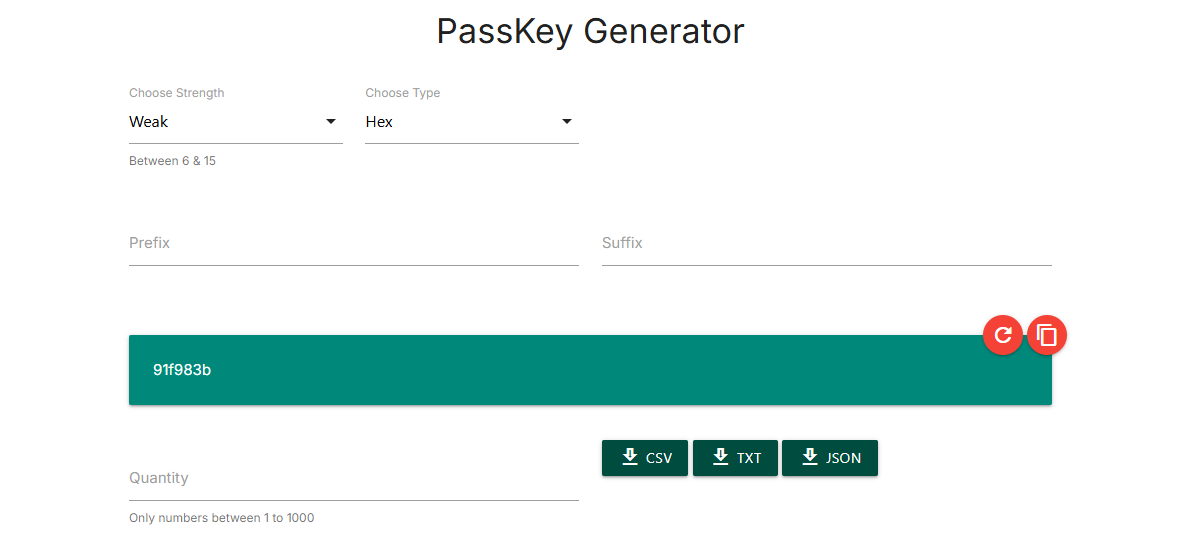 PassKey Generator
Choose Strength
Choose Type
Weak
Hex
Between 6 & 15
Prefix
Suffix
91f983b
CSV
TXT
JSON
Quantity
Only numbers between 1 to 1000